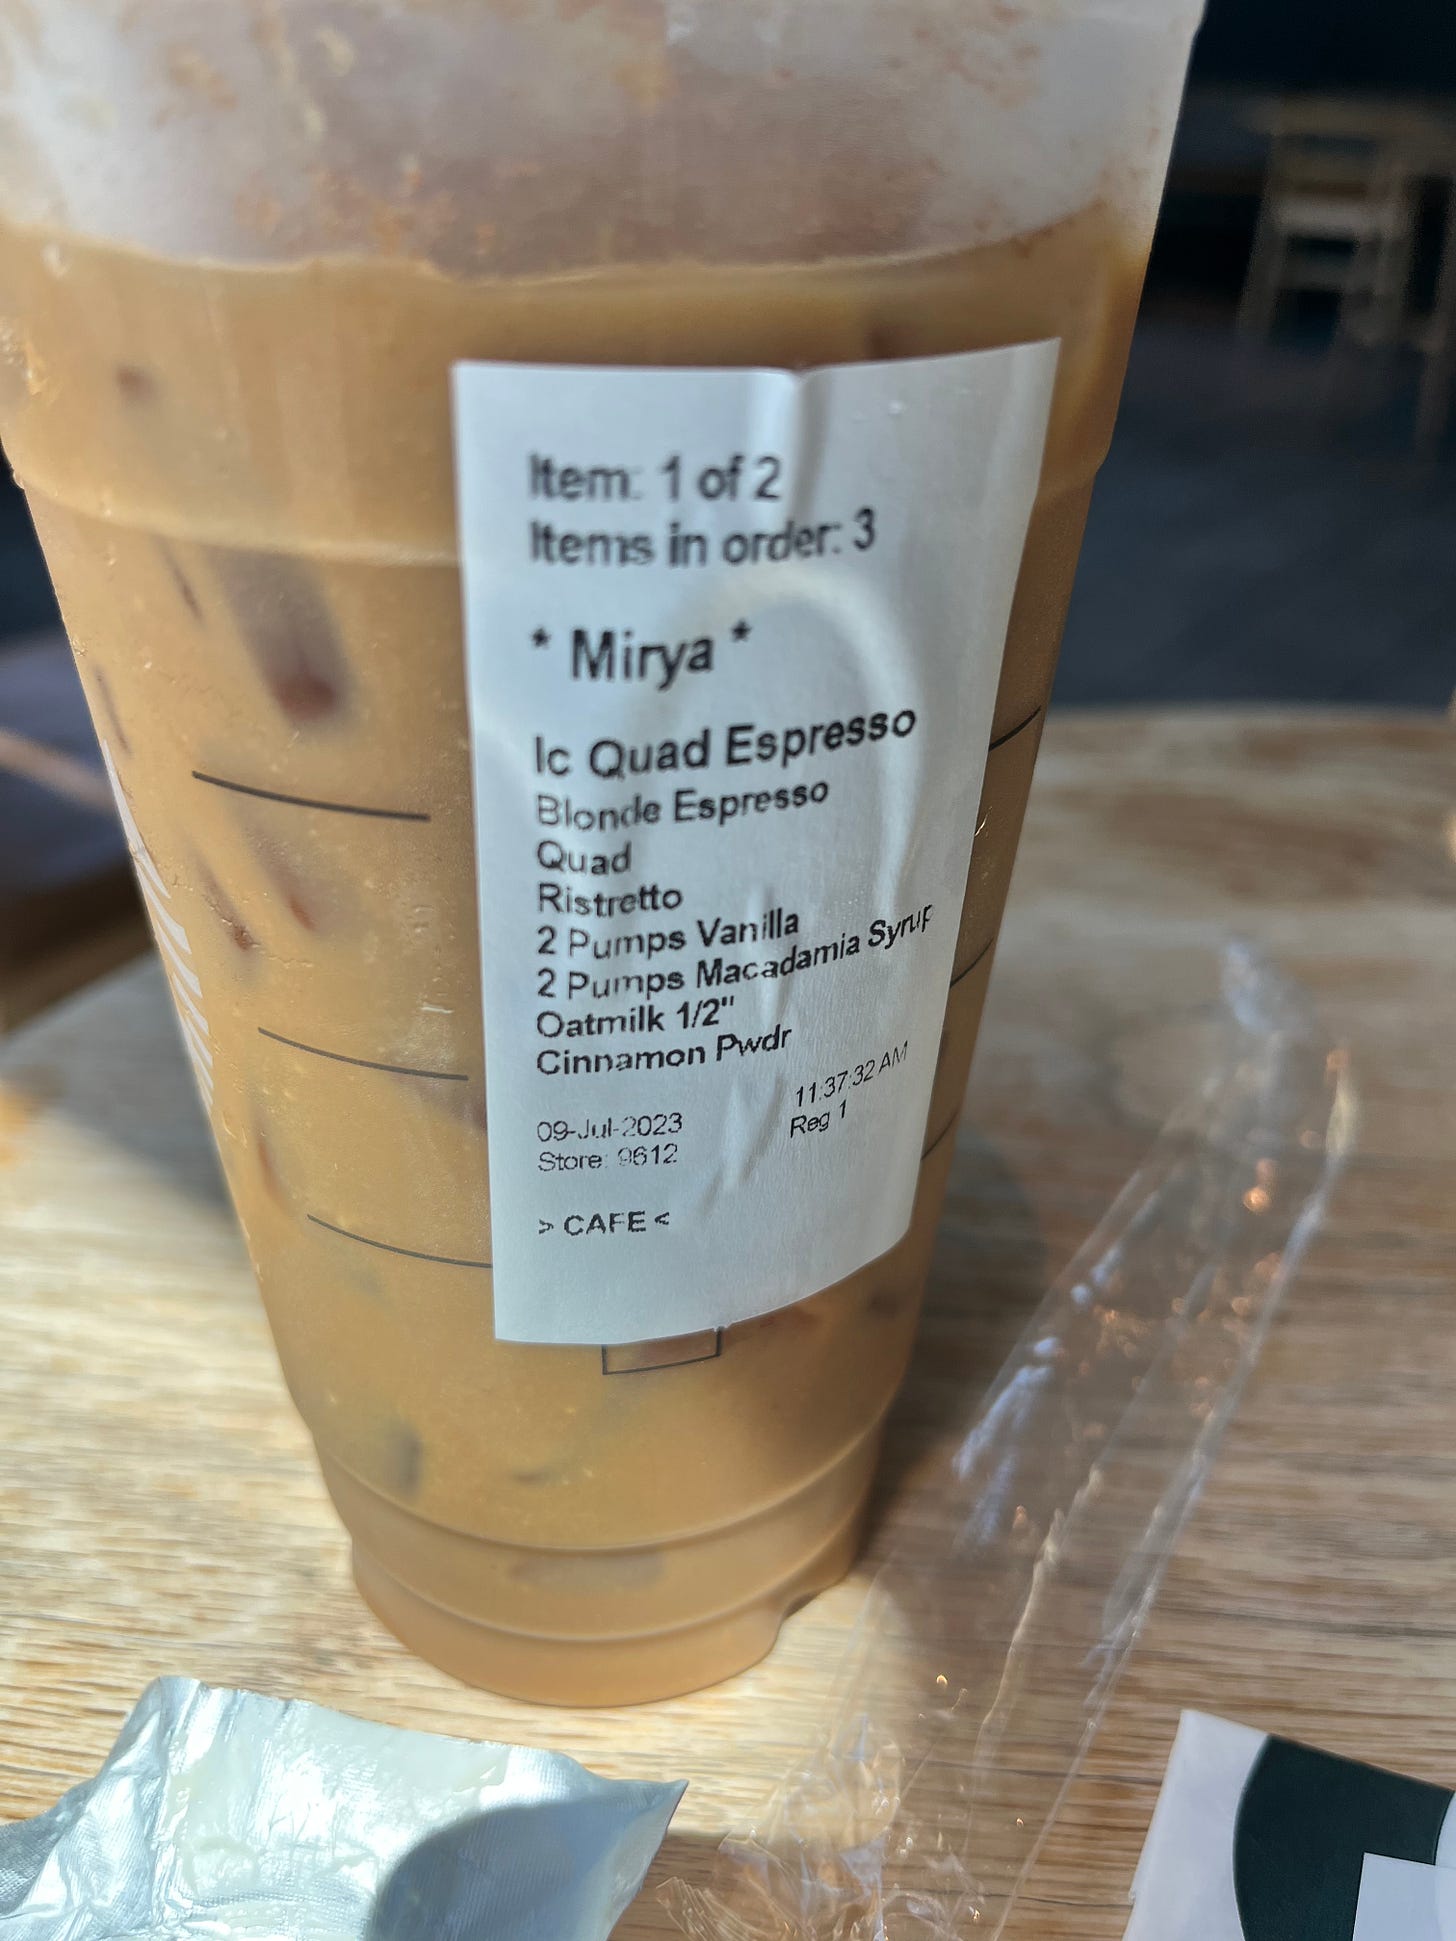 Item: 1 of 2
Items in order: 3
* Mirya *
Ic Quad Espresso
Blonde Espresso
Quad
Ristretto
2 Pumps Vanilla
2 Pumps Macadamia Syrup
Oatmilk 1/2"
Cinnamon Pwdr
09-Jul-2023 11:37:32 AM
Store: 9612 Reg 1
> CAFE <